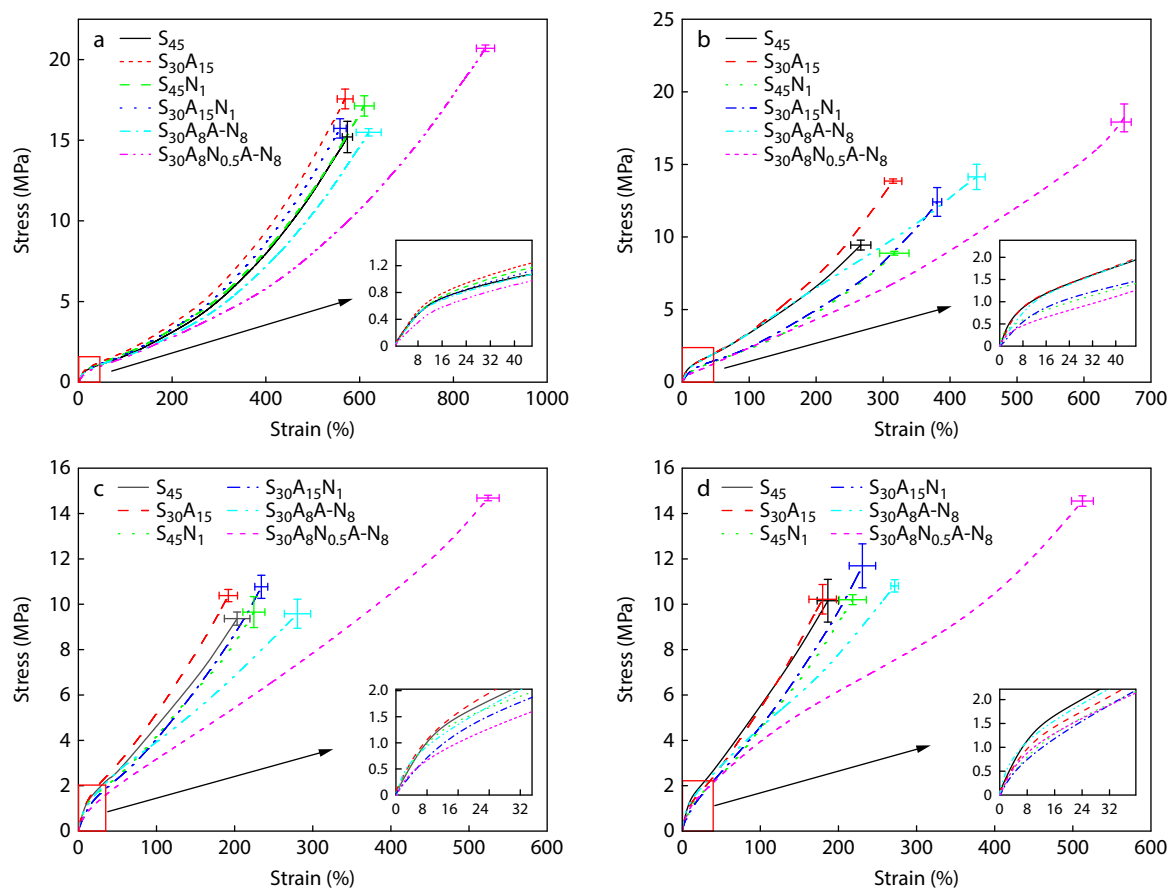 a
S₄₅
S₃₀A₁₅
S₄₅N₁
S₃₀A₁₅N₁
S₃₀A₈A-N₈
S₃₀A₈N₀.₅A-N₈
Stress (MPa)
20
15
10
5
0
0 200 400 600 800 1000
Strain (%)
1.2
0.8
0.4
0
8 16 24 32 40
b
S₄₅
S₃₀A₁₅
S₄₅N₁
S₃₀A₁₅N₁
S₃₀A₈A-N₈
S₃₀A₈N₀.₅A-N₈
Stress (MPa)
25
20
15
10
5
0
0 100 200 300 400 500 600 700
Strain (%)
2.0
1.5
1.0
0.5
0
0 8 16 24 32 40
c
S₄₅ S₃₀A₁₅N₁
S₃₀A₁₅ S₃₀A₈A-N₈
S₄₅N₁ S₃₀A₈N₀.₅A-N₈
Stress (MPa)
16
14
12
10
8
6
4
2
0
0 100 200 300 400 500 600
Strain (%)
2.0
1.5
1.0
0.5
0
0 8 16 24 32
d
S₄₅ S₃₀A₁₅N₁
S₃₀A₁₅ S₃₀A₈A-N₈
S₄₅N₁ S₃₀A₈N₀.₅A-N₈
Stress (MPa)
16
14
12
10
8
6
4
2
0
0 100 200 300 400 500 600
Strain (%)
2.0
1.5
1.0
0.5
0
0 8 16 24 32